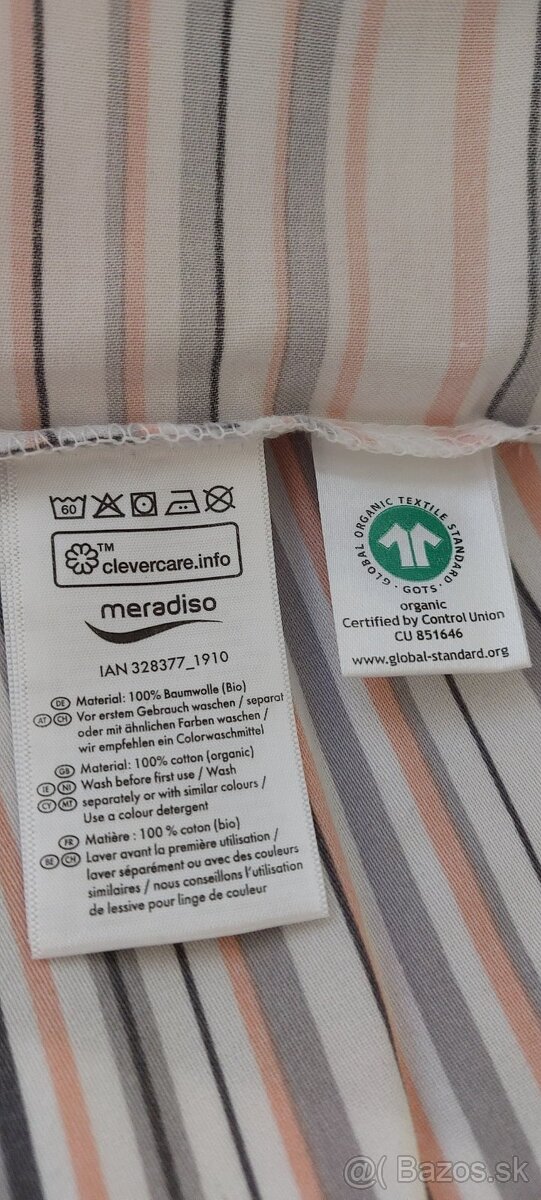 60
TM
clevercare.info
meradiso
IAN 328377_1910
DE Material: 100% Baumwolle (Bio)
AT CH Vor erstem Gebrauch waschen / separat
oder mit ähnlichen Farben waschen /
wir empfehlen ein Colorwaschmittel
GB Material: 100% cotton (organic)
IE NI Wash before first use / Wash
CY MT separately or with similar colours /
Use a colour detergent
FR Matière : 100 % coton (bio)
BE CH Laver avant la première utilisation /
laver séparément ou avec des couleurs
similaires / nous conseillons l'utilisation
de lessive pour linge de couleur
GLOBAL ORGANIC TEXTILE STANDARD
· GOTS ·
organic
Certified by Control Union
CU 851646
www.global-standard.org
@( Bazos.sk